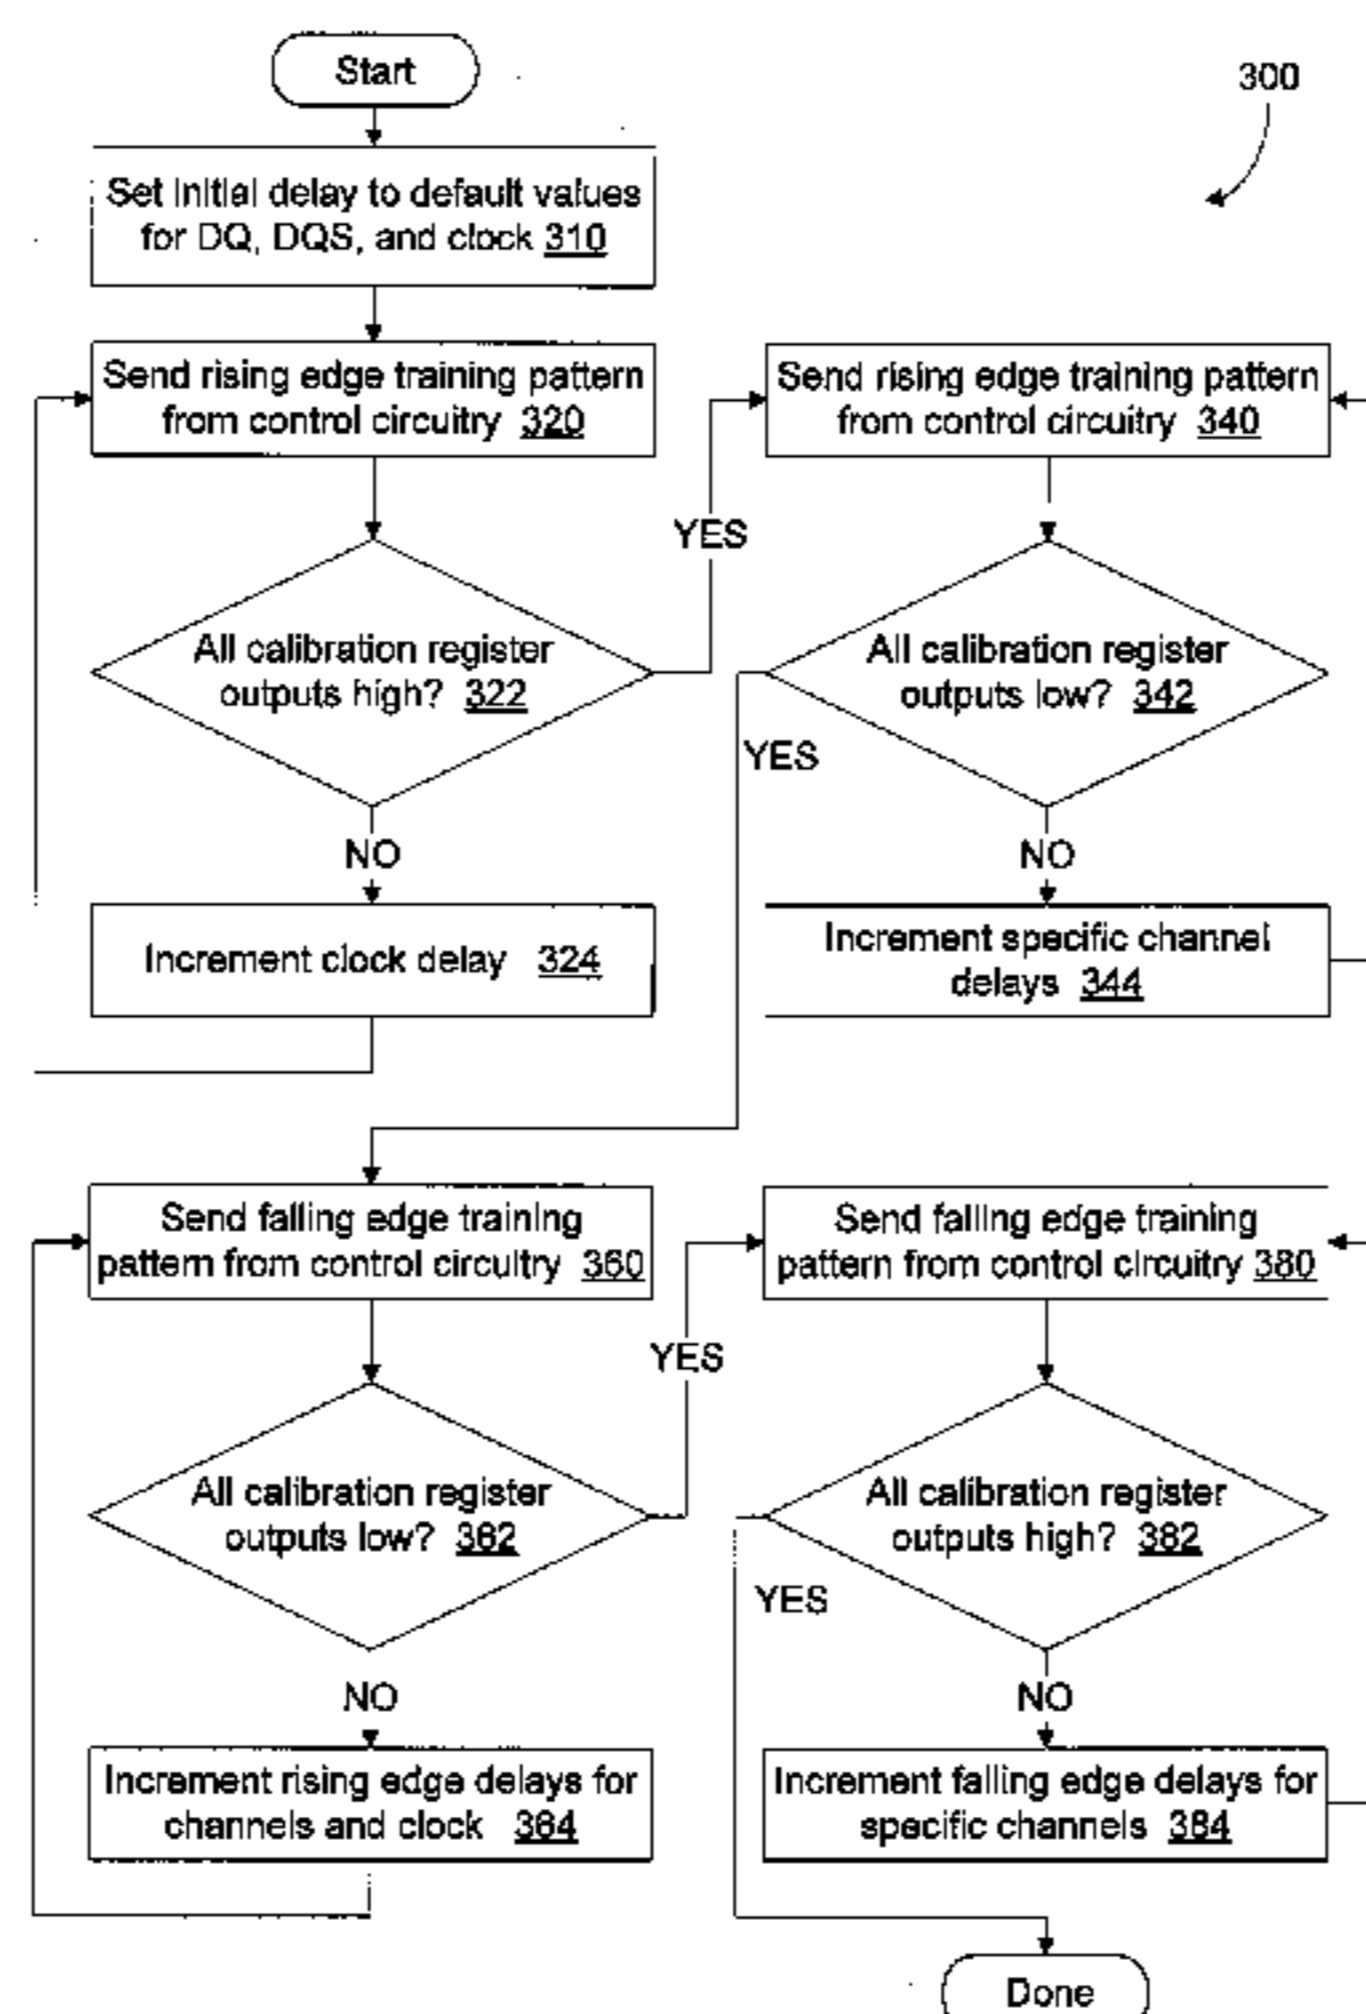 Start
300
Set initial delay to default values
for DQ, DQS, and clock 310
Send rising edge training pattern
from control circuitry 320
Send rising edge training pattern
from control circuitry 340
YES
All calibration register
outputs high? 322
All calibration register
outputs low? 342
YES
NO
NO
Increment clock delay 324
Increment specific channel
delays 344
Send falling edge training
pattern from control circuitry 360
Send falling edge training
pattern from control circuitry 380
YES
All calibration register
outputs low? 362
All calibration register
outputs high? 382
YES
NO
NO
Increment rising edge delays for
channels and clock 364
Increment falling edge delays for
specific channels 384
Done